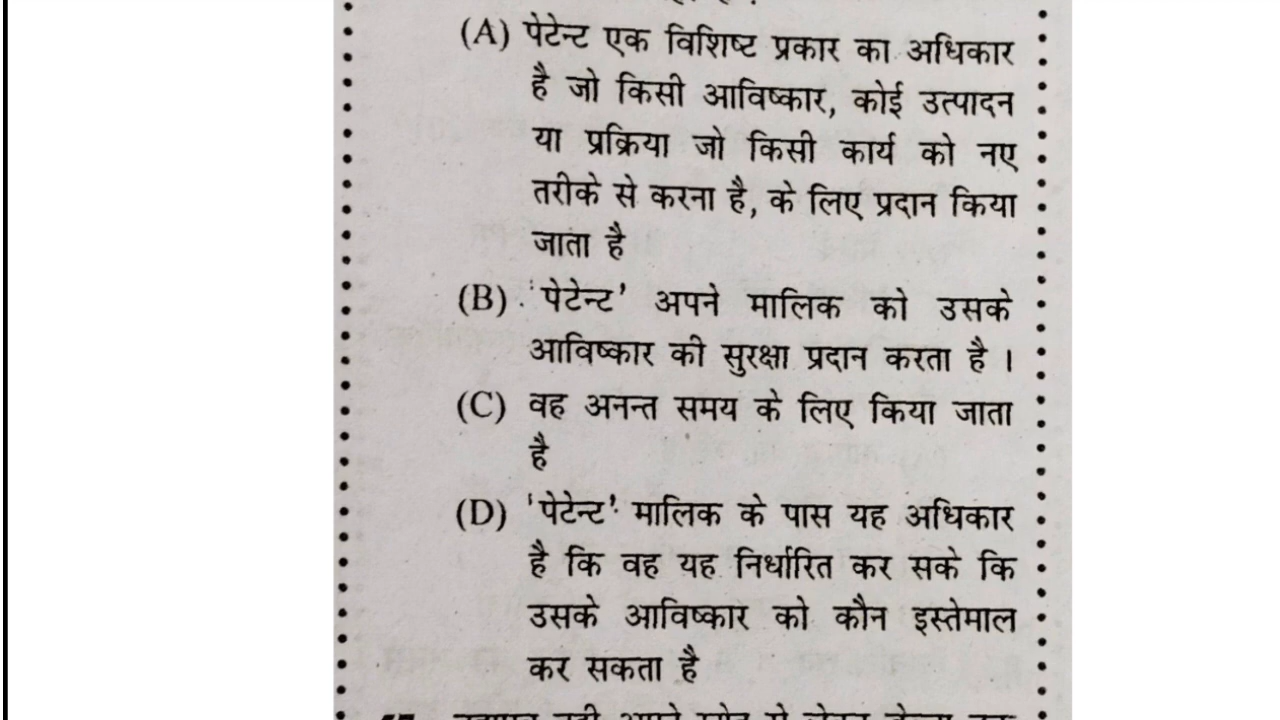 (A) पेटेन्ट एक विशिष्ट प्रकार का अधिकार
है जो किसी आविष्कार, कोई उत्पादन
या प्रक्रिया जो किसी कार्य को नए
तरीके से करना है, के लिए प्रदान किया
जाता है
(B) 'पेटेन्ट' अपने मालिक को उसके
आविष्कार की सुरक्षा प्रदान करता है ।
(C) वह अनन्त समय के लिए किया जाता
है
(D) 'पेटेन्ट' मालिक के पास यह अधिकार
है कि वह यह निर्धारित कर सके कि
उसके आविष्कार को कौन इस्तेमाल
कर सकता है